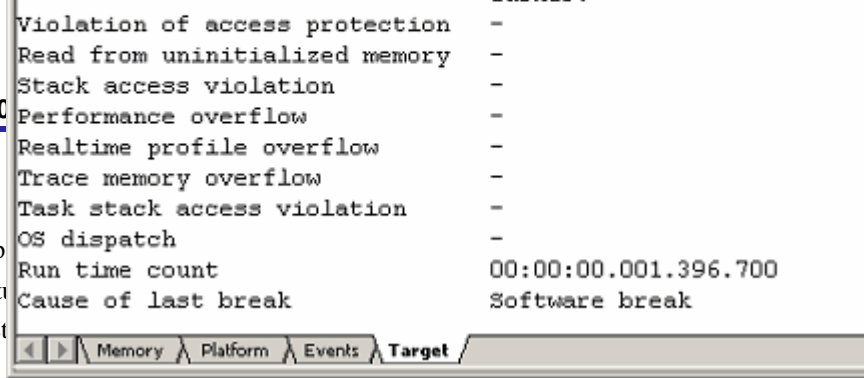 Violation of access protection -
Read from uninitialized memory -
Stack access violation -
Performance overflow -
Realtime profile overflow -
Trace memory overflow -
Task stack access violation -
OS dispatch -
Run time count 00:00:00.001.396.700
Cause of last break Software break
Memory Platform Events Target